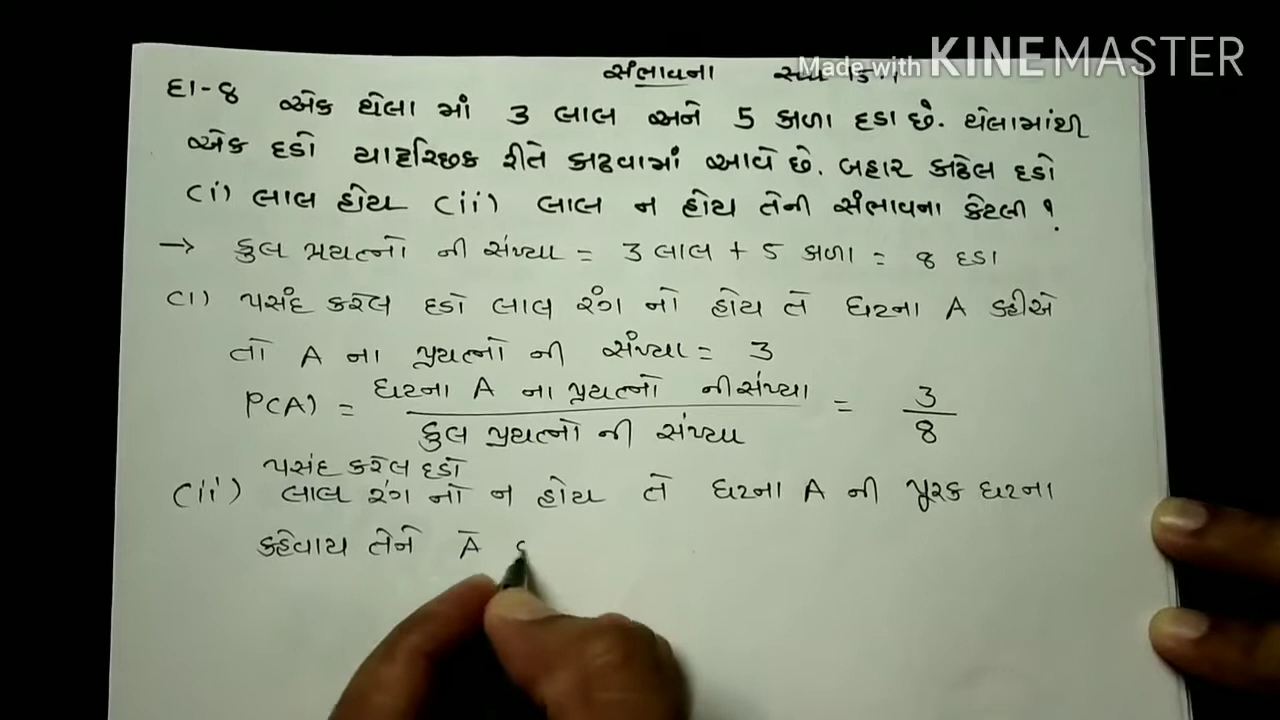 Made with KINEMASTER
સંભાવના
દા-8 એક થેલા માં 3 લાલ અને 5 કાળા દડા છે. થેલામાંથી
એક દડો યાદચ્છિક રીતે કાઢવામાં આવે છે. બહાર કાઢેલ દડો
(i) લાલ હોય (ii) લાલ ન હોય તેની સંભાવના કેટલી ?
→ કુલ પ્રયત્નો ની સંખ્યા = 3 લાલ + 5 કાળા = 8 દડા
(i) પસંદ કરેલ દડો લાલ રંગ નો હોય તે ઘટના A કહીએ
તો A ના પ્રયત્નો ની સંખ્યા = 3
P(A) = ઘટના A ના પ્રયત્નો ની સંખ્યા / કુલ પ્રયત્નો ની સંખ્યા = 3/8
પસંદ કરેલ દડો
(ii) લાલ રંગ નો ન હોય તે ઘટના A ની પૂરક ઘટના
કહેવાય તેને Ā